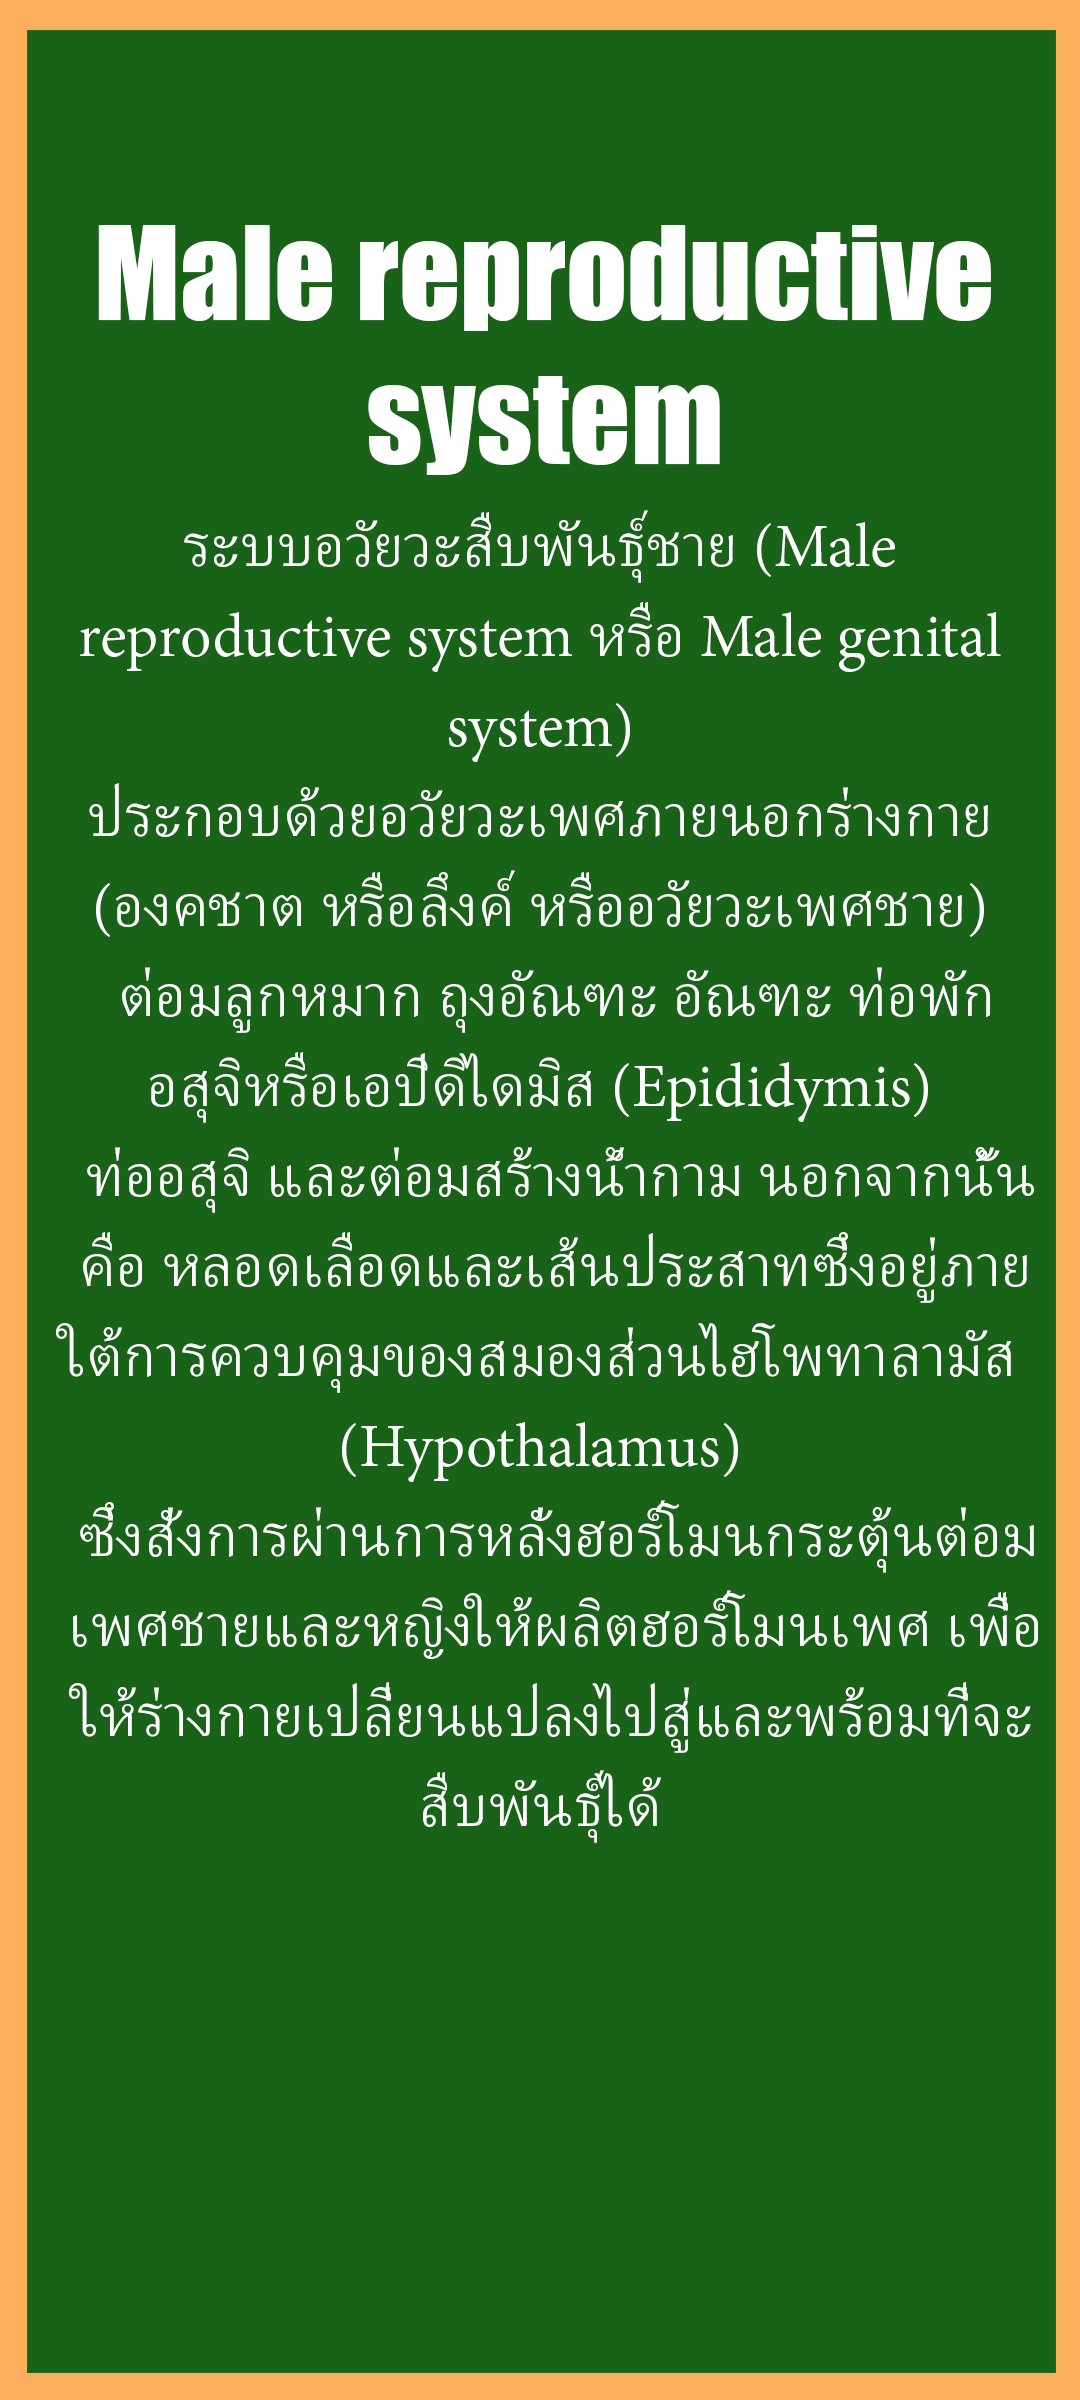 Male reproductive
system
ระบบอวัยวะสืบพันธุ์ชาย (Male
reproductive system หรือ Male genital
system)
ประกอบด้วยอวัยวะเพศภายนอกร่างกาย
(องคชาต หรือลึงค์ หรืออวัยวะเพศชาย)
ต่อมลูกหมาก ถุงอัณฑะ อัณฑะ ท่อพัก
อสุจิหรือเอปิดีไดมิส (Epididymis)
ท่ออสุจิ และต่อมสร้างน้ำกาม นอกจากนั้น
คือ หลอดเลือดและเส้นประสาทซึ่งอยู่ภาย
ใต้การควบคุมของสมองส่วนไฮโพทาลามัส
(Hypothalamus)
ซึ่งสั่งการผ่านการหลั่งฮอร์โมนกระตุ้นต่อม
เพศชายและหญิงให้ผลิตฮอร์โมนเพศ เพื่อ
ให้ร่างกายเปลี่ยนแปลงไปสู่และพร้อมที่จะ
สืบพันธุ์ได้